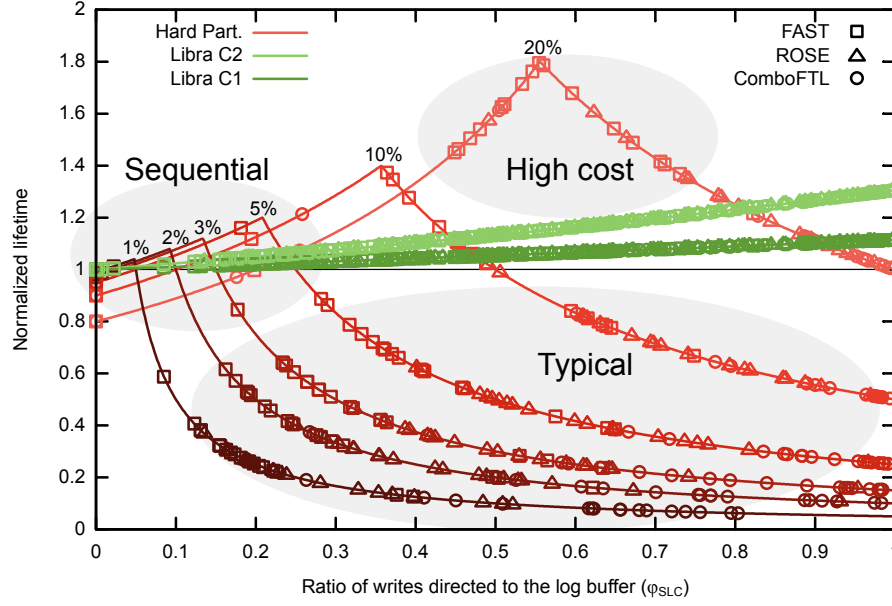 Hard Part.
Libra C2
Libra C1
FAST
ROSE
ComboFTL
20%
10%
5%
3%
2%
1%
Sequential
High cost
Typical
Normalized lifetime
2
1.8
1.6
1.4
1.2
1
0.8
0.6
0.4
0.2
0
0 0.1 0.2 0.3 0.4 0.5 0.6 0.7 0.8 0.9 1
Ratio of writes directed to the log buffer (φSLC)